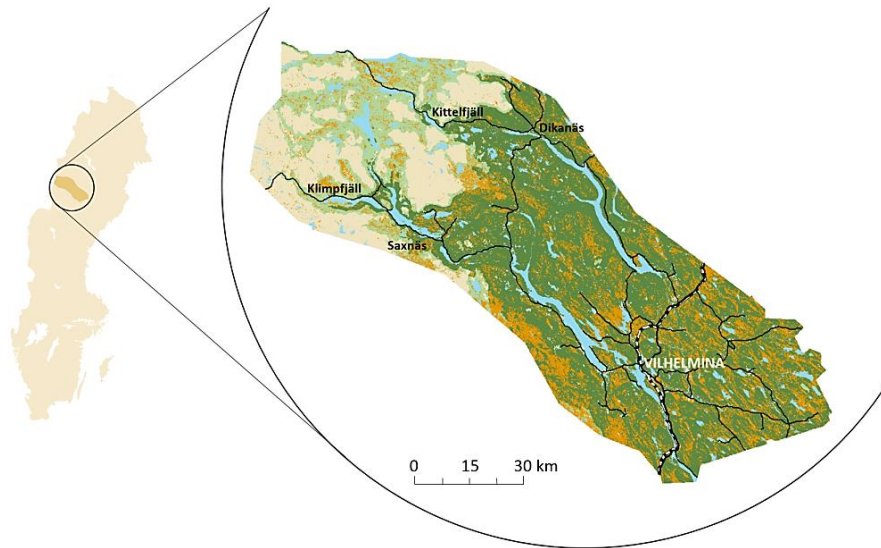 Kittelfjäll
Dikanäs
Klimpfjäll
Saxnäs
VILHELMINA
0 15 30 km